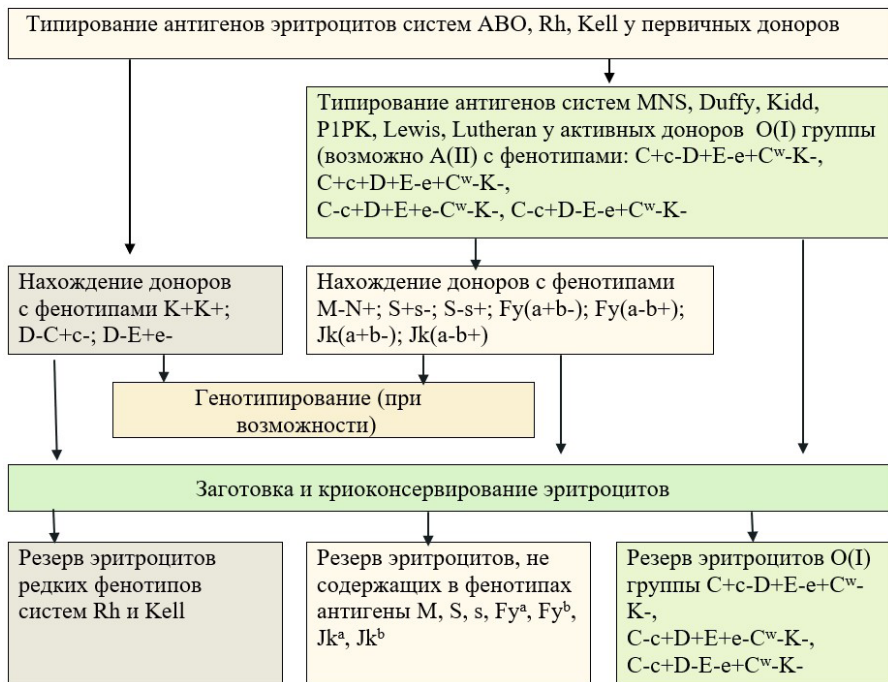 Типирование антигенов эритроцитов систем ABO, Rh, Kell у первичных доноров
Типирование антигенов систем MNS, Duffy, Kidd,
P1PK, Lewis, Lutheran у активных доноров O(I) группы
(возможно A(II) с фенотипами: C+c-D+E-e+Cʷ-K-,
C+c+D+E-e+Cʷ-K-,
C-c+D+E+e-Cʷ-K-, C-c+D-E-e+Cʷ-K-
Нахождение доноров
с фенотипами K+K+;
D-C+c-; D-E+e-
Нахождение доноров с фенотипами
M-N+; S+s-; S-s+; Fy(a+b-); Fy(a-b+);
Jk(a+b-); Jk(a-b+)
Генотипирование (при
возможности)
Заготовка и криоконсервирование эритроцитов
Резерв эритроцитов
редких фенотипов
систем Rh и Kell
Резерв эритроцитов, не
содержащих в фенотипах
антигены M, S, s, Fyᵃ, Fyᵇ,
Jkᵃ, Jkᵇ
Резерв эритроцитов O(I)
группы C+c-D+E-e+Cʷ-
K-,
C-c+D+E+e-Cʷ-K-,
C-c+D-E-e+Cʷ-K-